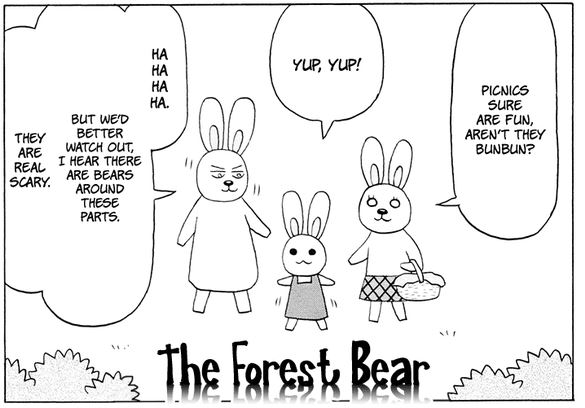 PICNICS
SURE
ARE FUN,
AREN'T THEY
BUNBUN?
YUP, YUP!
HA
HA
HA
HA.
BUT WE'D
BETTER
WATCH OUT,
I HEAR THERE
ARE BEARS
AROUND
THESE
PARTS.
THEY
ARE
REAL
SCARY.
The Forest Bear